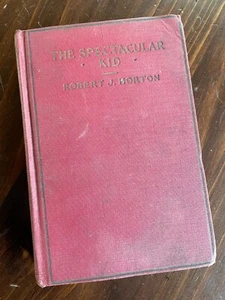 THE SPECTACULAR
KID
ROBERT J. HORTON